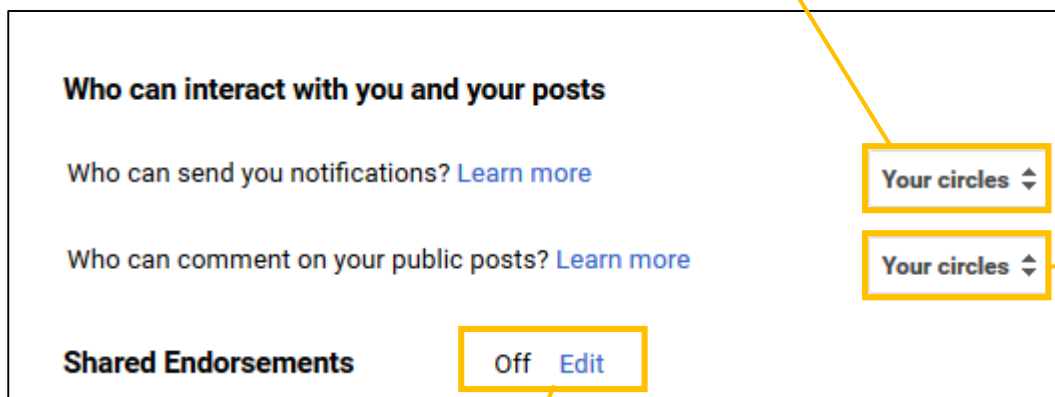 Who can interact with you and your posts
Who can send you notifications? Learn more Your circles
Who can comment on your public posts? Learn more Your circles
Shared Endorsements Off Edit